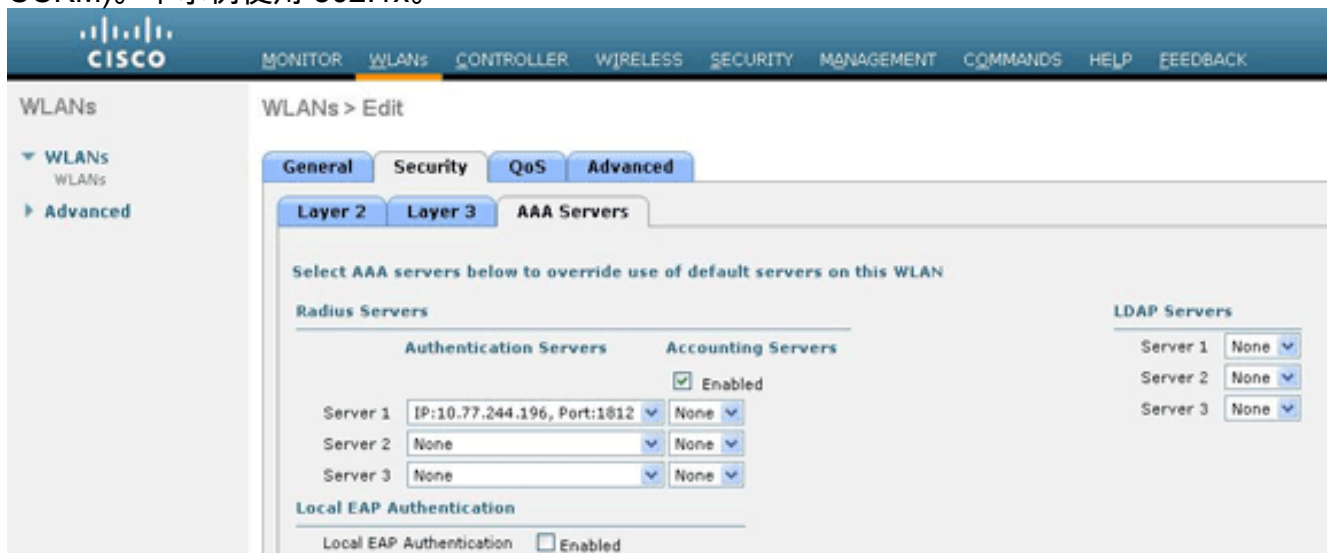 CISCO
MONITOR WLANs CONTROLLER WIRELESS SECURITY MANAGEMENT COMMANDS HELP FEEDBACK
WLANs
WLANs > Edit
WLANs
WLANs
Advanced
General Security QoS Advanced
Layer 2 Layer 3 AAA Servers
Select AAA servers below to override use of default servers on this WLAN
Radius Servers
LDAP Servers
Authentication Servers Accounting Servers
Server 1 None
Enabled
Server 2 None
Server 1 IP:10.77.244.196, Port:1812 None
Server 3 None
Server 2 None None
Server 3 None None
Local EAP Authentication
Local EAP Authentication Enabled